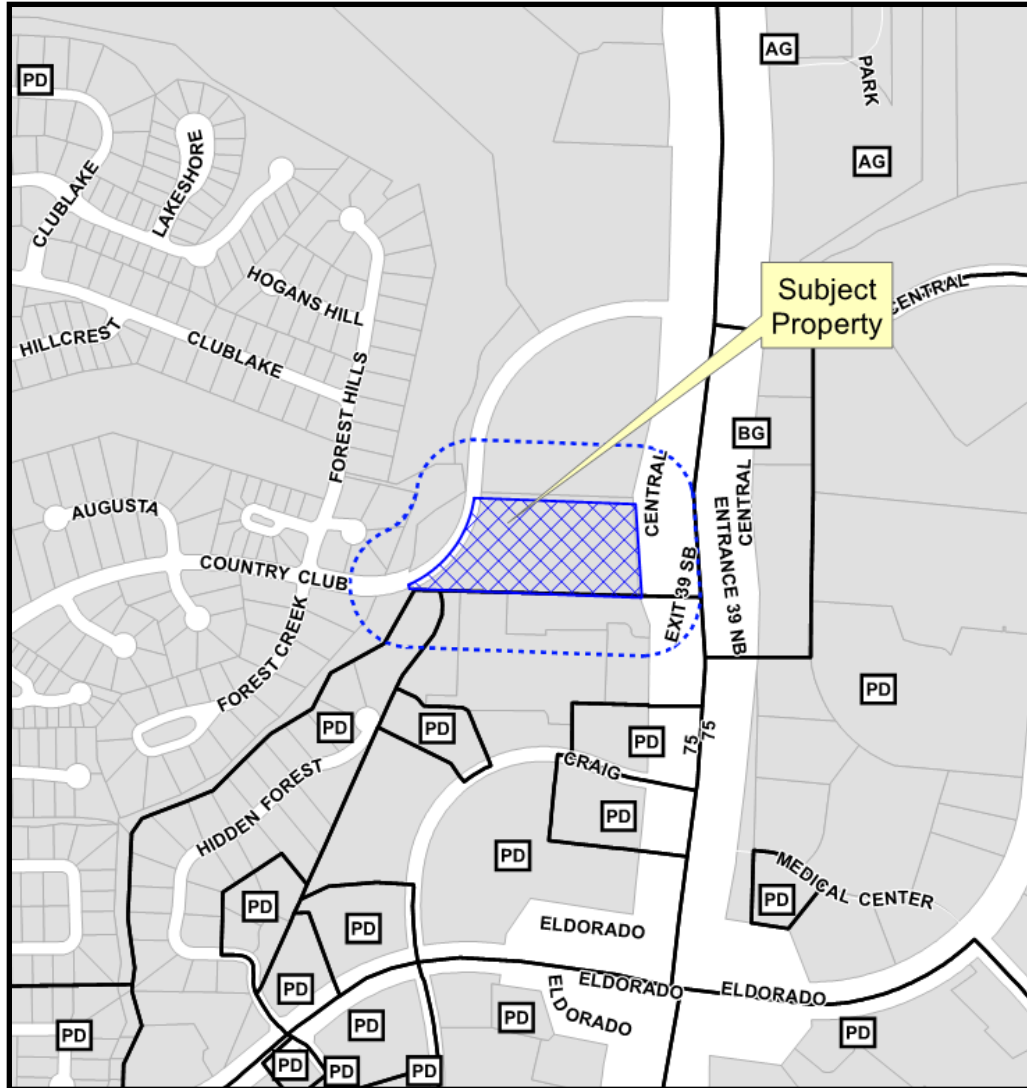 AG
PARK
PD
AG
LAKESHORE
CLUBLAKE
HOGANS HILL
Subject
Property
CENTRAL
HILLCREST
CLUBLAKE
FOREST HILLS
BG
CENTRAL
CENTRAL
ENTRANCE 39 NB
AUGUSTA
COUNTRY CLUB
EXIT 39 SB
FOREST CREEK
PD
PD
PD
PD
75
75
CRAIG
HIDDEN FOREST
PD
PD
MEDICAL CENTER
PD
PD
PD
ELDORADO
PD
ELDORADO
ELDORADO
ELDORADO
PD
PD
PD
PD
PD
PD
PD